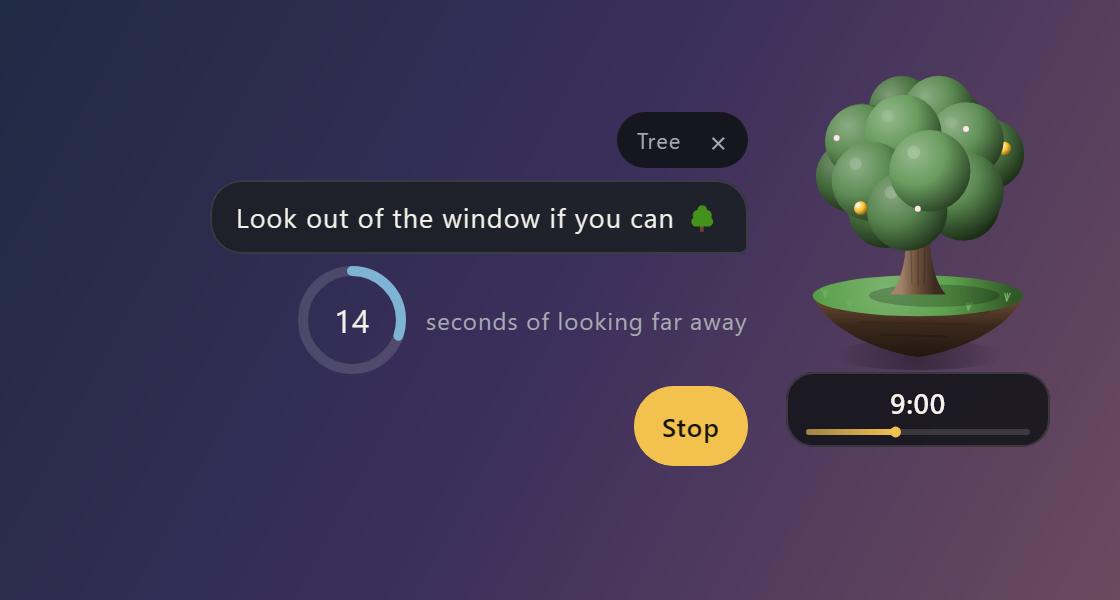 Tree ×
Look out of the window if you can 🌳
14
seconds of looking far away
Stop
9:00